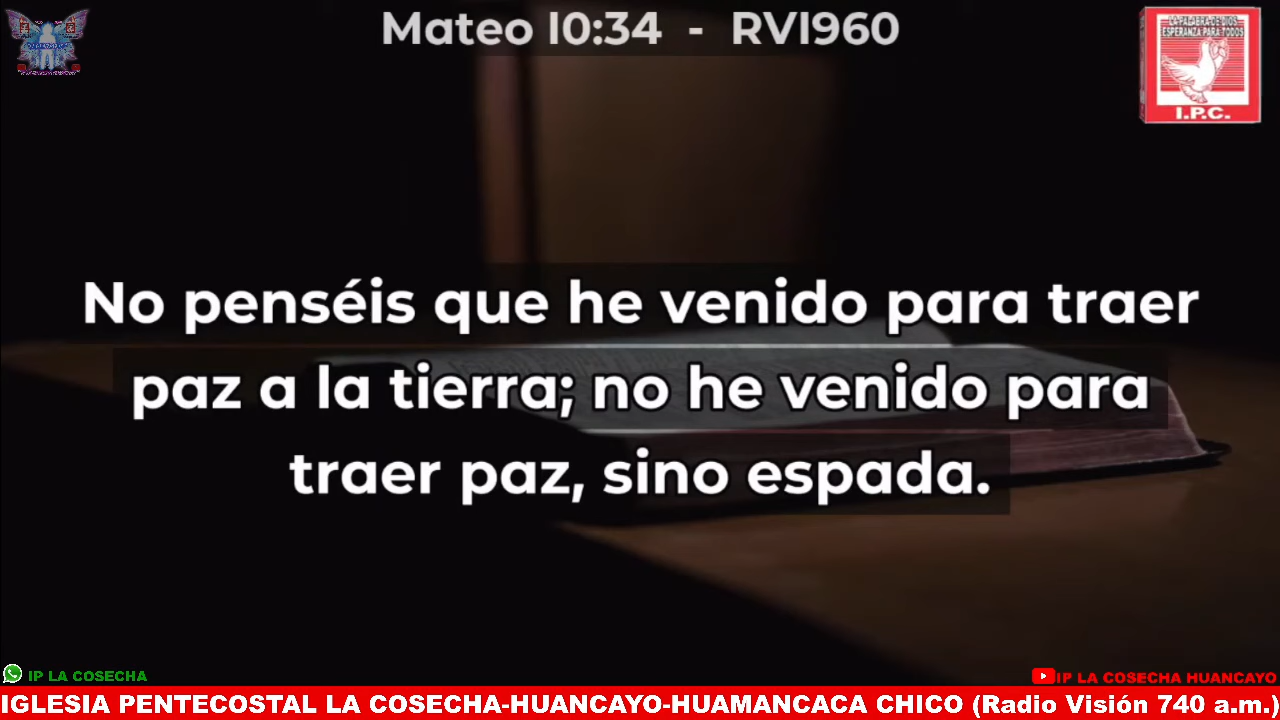 Mateo 10:34 - RV1960
LA PALABRA DE DIOS
ESPERANZA PARA TODOS
I.P.C.
No penséis que he venido para traer
paz a la tierra; no he venido para
traer paz, sino espada.
IP LA COSECHA
IP LA COSECHA HUANCAYO
IGLESIA PENTECOSTAL LA COSECHA-HUANCAYO-HUAMANCACA CHICO (Radio Visión 740 a.m.)